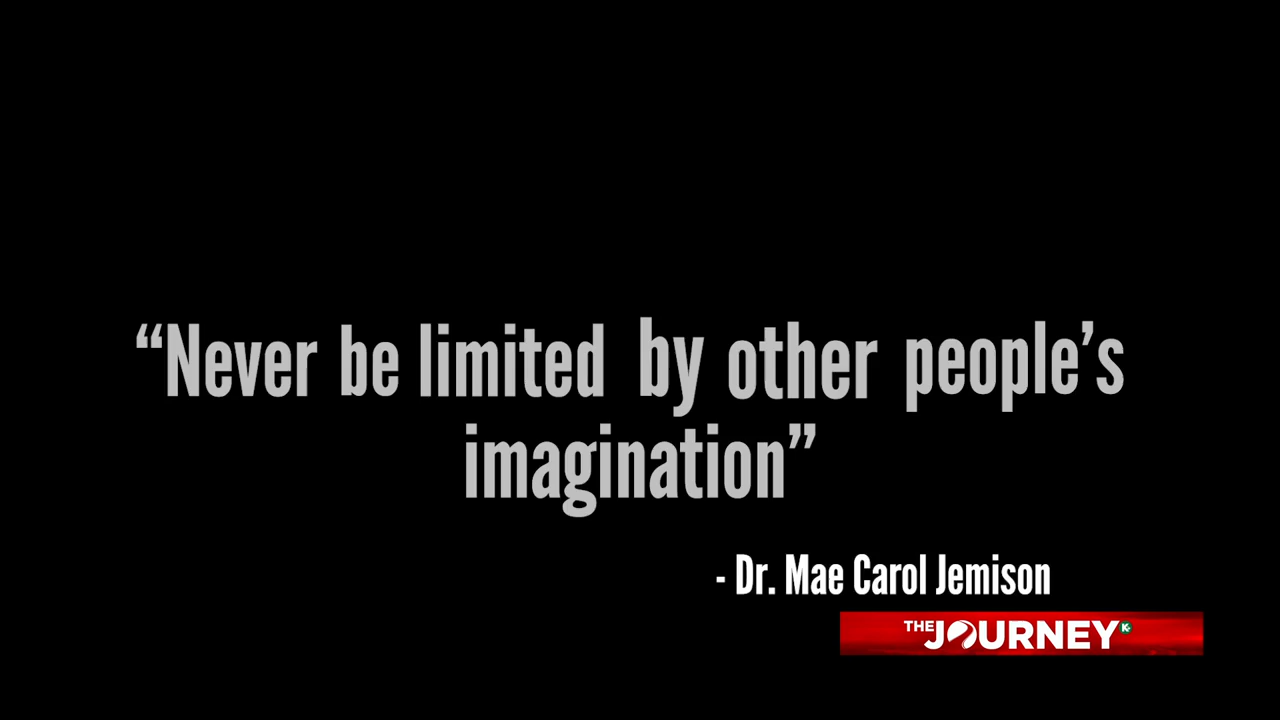 “Never be limited by other people’s
imagination”
- Dr. Mae Carol Jemison
THE JOURNEY K